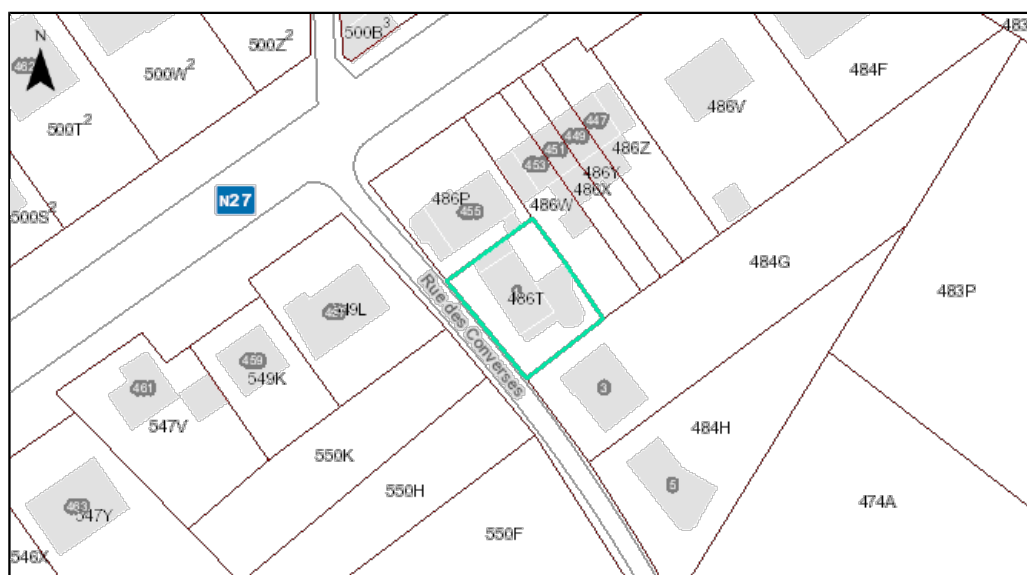 483
500B³
500Z²
N
462
500W²
484F
486V
500T²
447
449
486Z
451
453
486Y
486X
486P
N27
486W
455
500S²
484G
483P
486T
Rue des Converses
549L
459
549K
461
3
547V
484H
550K
5
550H
474A
463
547Y
550F
546X